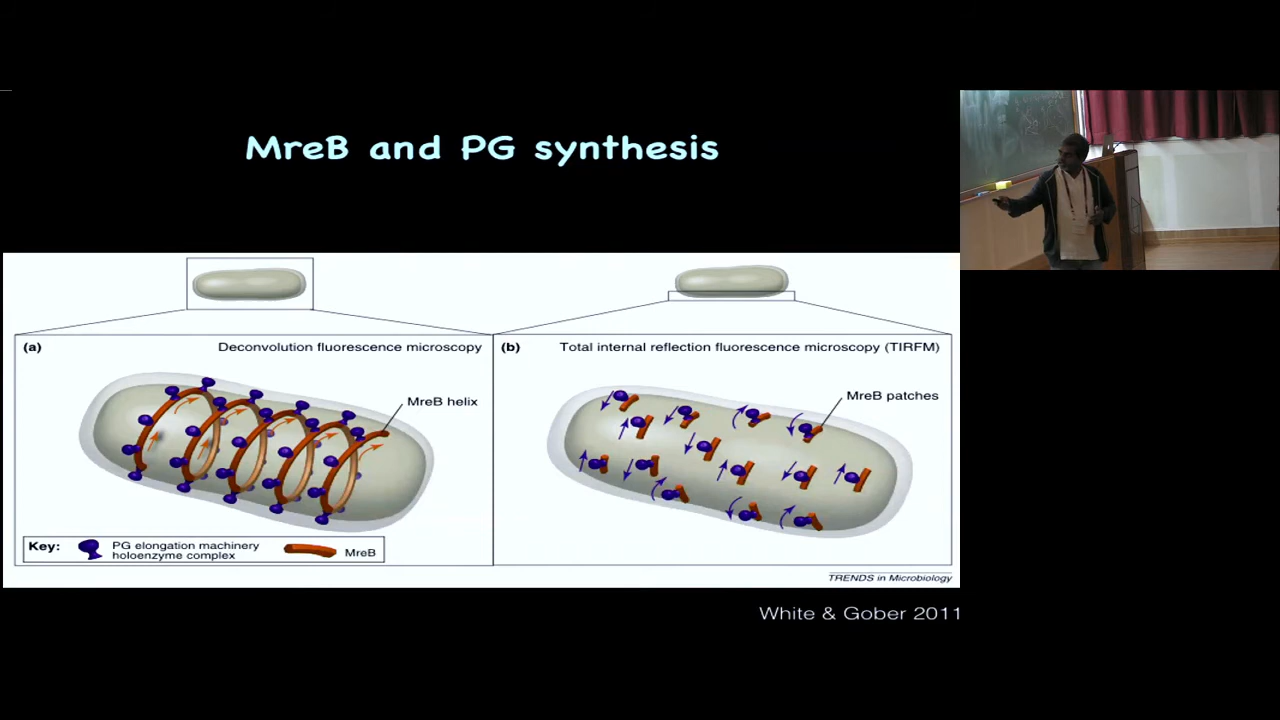 MreB and PG synthesis
(a)
Deconvolution fluorescence microscopy
MreB helix
Key:
PG elongation machinery
holoenzyme complex
MreB
(b)
Total internal reflection fluorescence microscopy (TIRFM)
MreB patches
TRENDS in Microbiology
White & Gober 2011